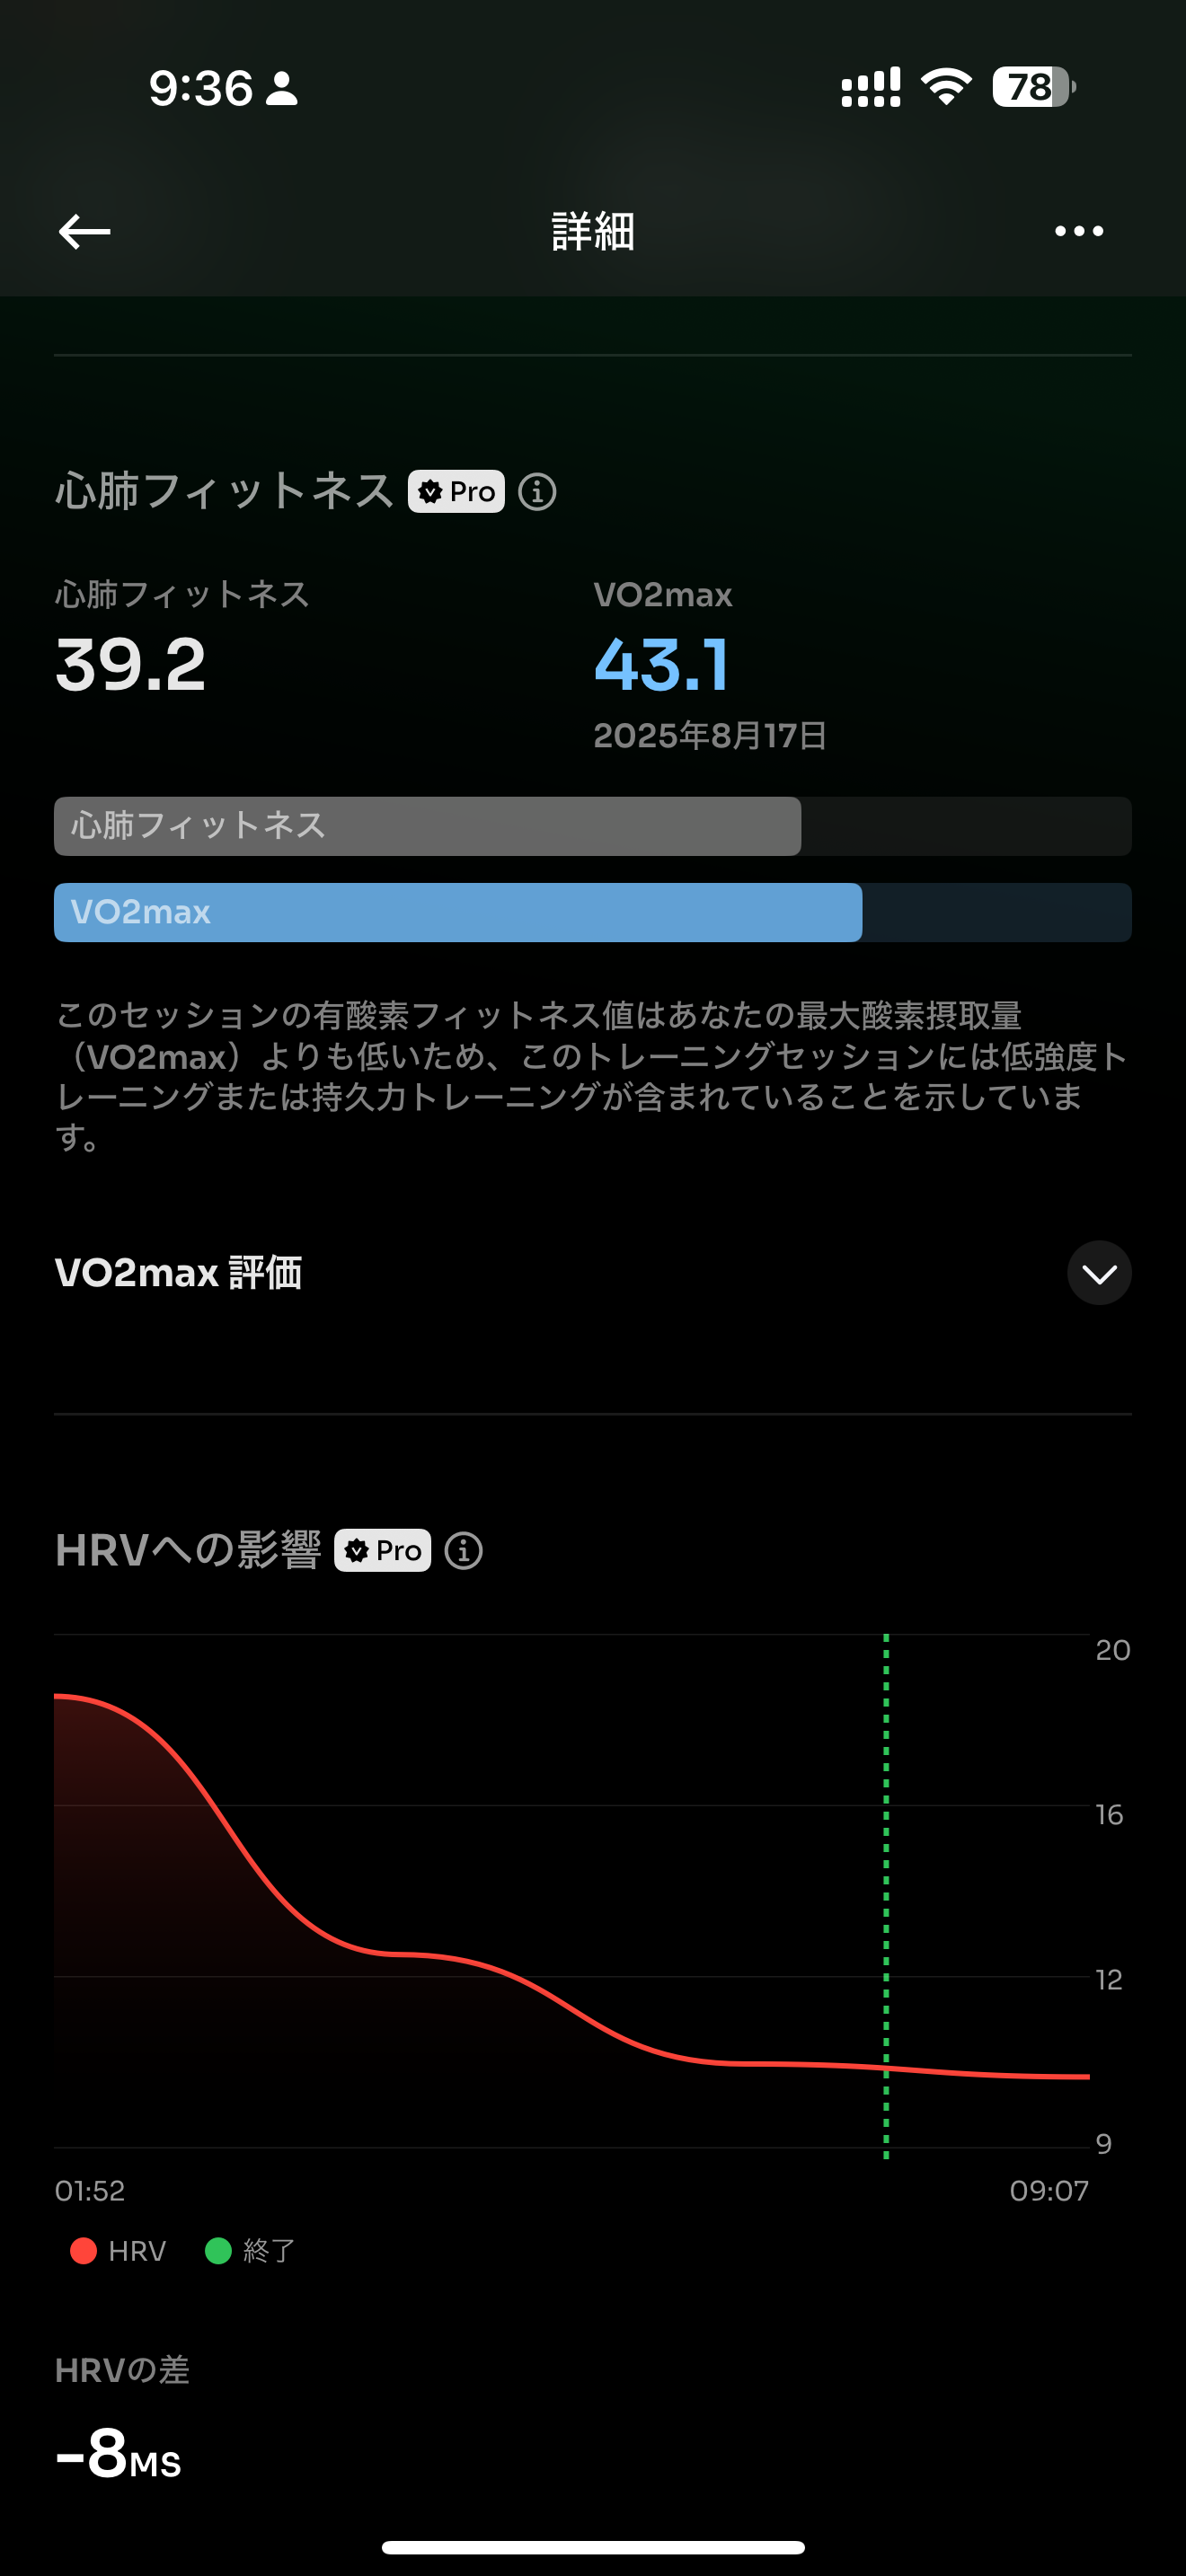 9:36
78
詳細
心肺フィットネス Pro
心肺フィットネス
39.2
VO2max
43.1
2025年8月17日
心肺フィットネス
VO2max
このセッションの有酸素フィットネス値はあなたの最大酸素摂取量
（VO2max）よりも低いため、このトレーニングセッションには低強度ト
レーニングまたは持久力トレーニングが含まれていることを示していま
す。
VO2max 評価
HRVへの影響 Pro
20
16
12
9
01:52
09:07
HRV
終了
HRVの差
-8MS